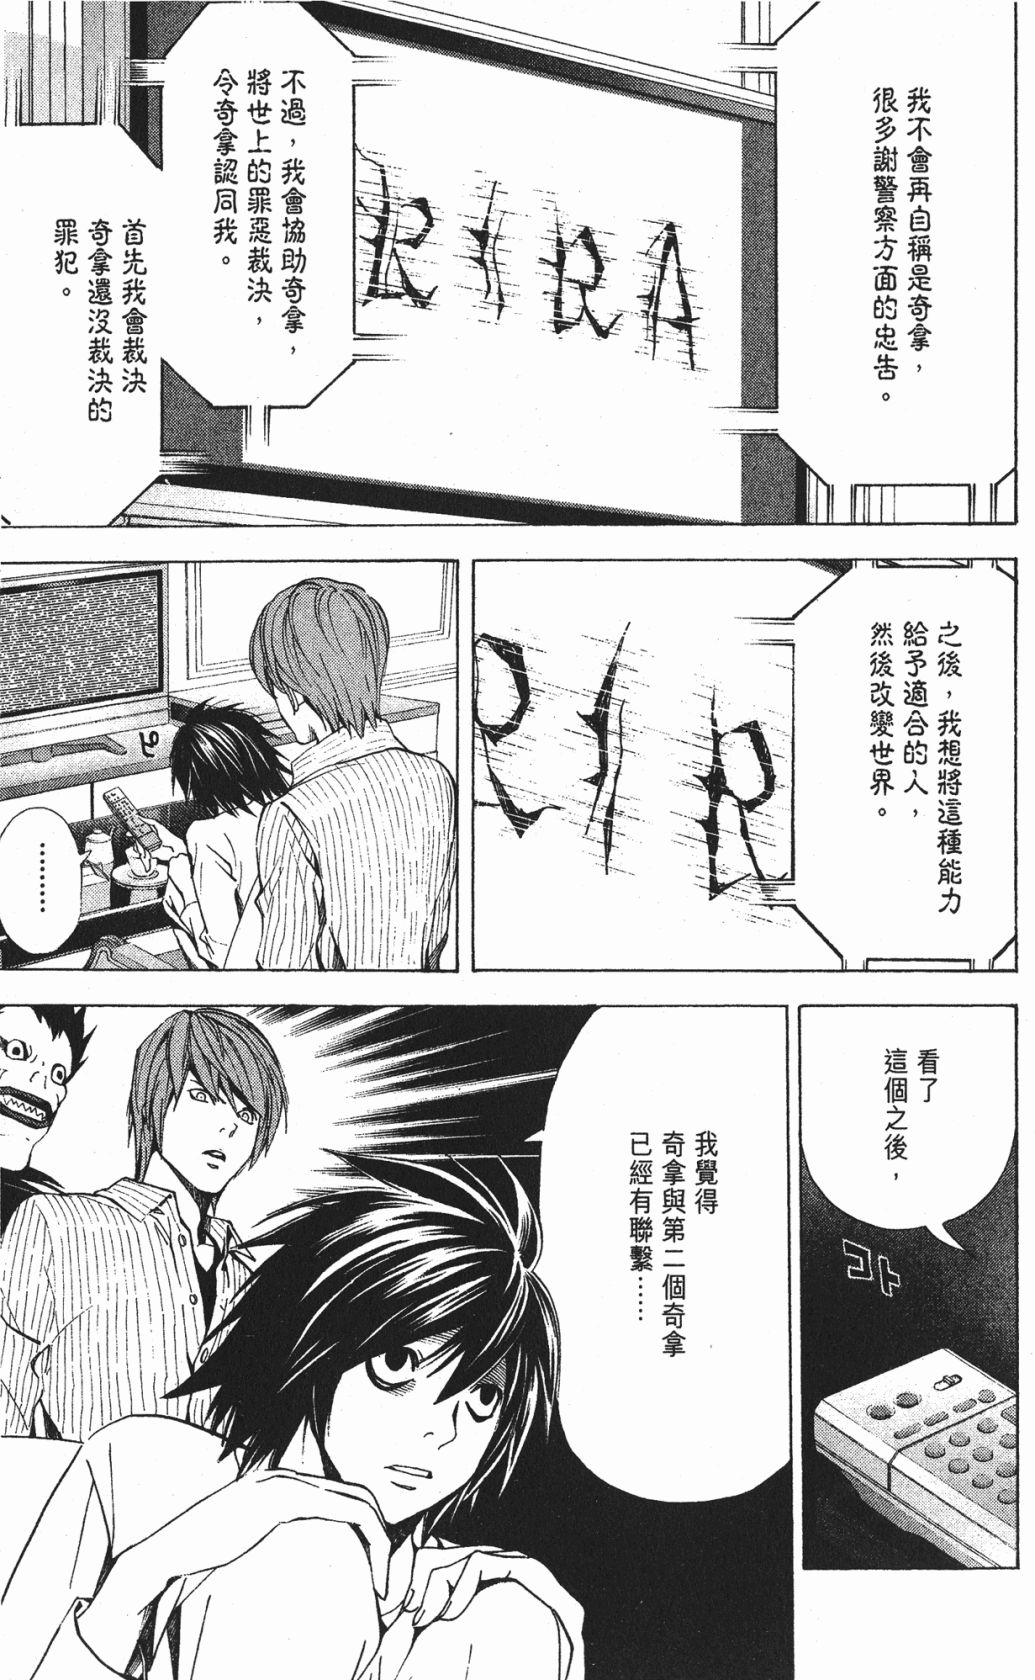 我不會再自稱是奇拿，
很多謝警察方面的忠告。
KIRA
不過，我會協助奇拿，
將世上的罪惡裁決，
令奇拿認同我。
首先我會裁決
奇拿還沒裁決的
罪犯。
之後，我想將這種能力
給予適合的人，
然後改變世界。
KIR
ピ
………
看了
這個之後，
コト
我覺得
奇拿與第二個奇拿
已經有聯繫……